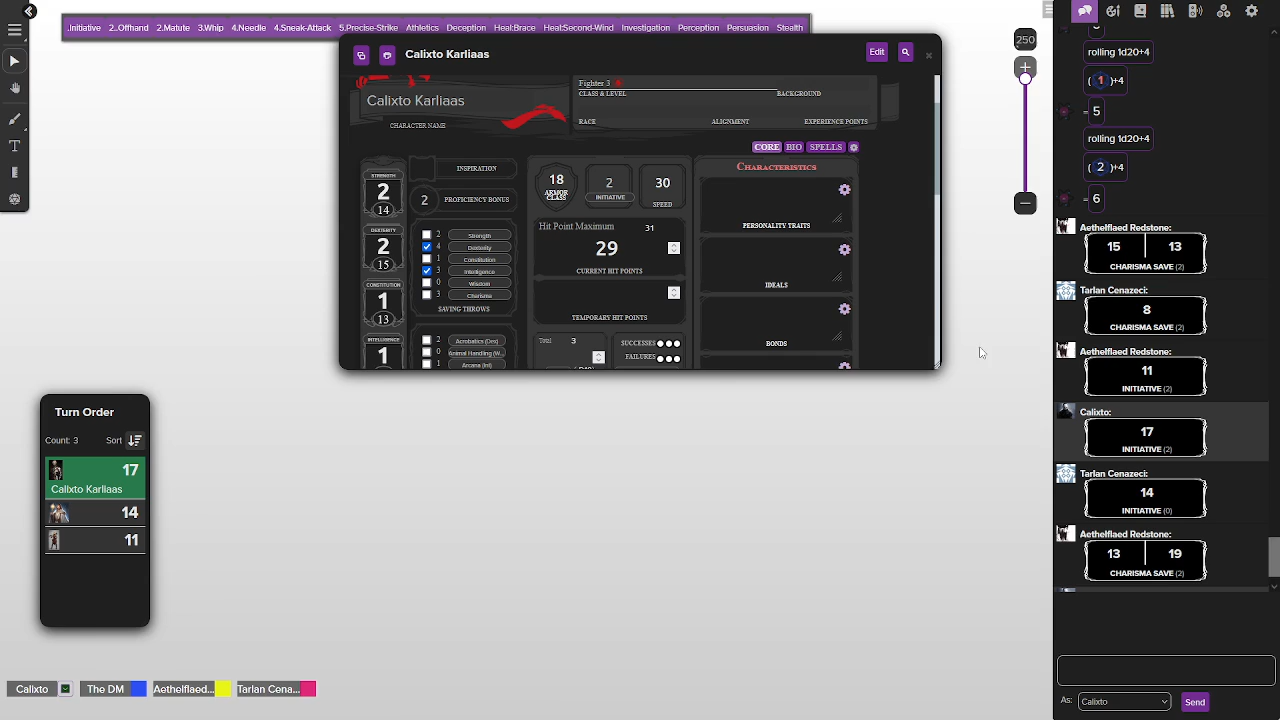 .Initiative 2..Offhand 2.Matute 3.Whip 4.Needle 4.Sneak-Attack 5.Precise-Strike Athletics Deception Heal:Brace Heal:Second-Wind Investigation Perception Persuasion Stealth
Calixto Karliaas
Edit
Calixto Karliaas
CHARACTER NAME
Fighter 3
CLASS & LEVEL BACKGROUND
RACE ALIGNMENT EXPERIENCE POINTS
CORE BIO SPELLS
STRENGTH
2
14
DEXTERITY
2
15
CONSTITUTION
1
13
INTELLIGENCE
1
INSPIRATION
2 PROFICIENCY BONUS
2 Strength
4 Dexterity
1 Constitution
3 Intelligence
0 Wisdom
3 Charisma
SAVING THROWS
2 Acrobatics (Dex)
0 Animal Handling (W...
1 Arcana (Int)
18
ARMOR
CLASS
2
INITIATIVE
30
SPEED
Hit Point Maximum 31
29
CURRENT HIT POINTS
TEMPORARY HIT POINTS
Total 3
SUCCESSES
FAILURES
CHARACTERISTICS
PERSONALITY TRAITS
IDEALS
BONDS
250
Turn Order
Count: 3 Sort
17
Calixto Karliaas
14
11
Calixto
The DM
Aethelflaed...
Tarlan Cena...
rolling 1d20+4
(1)+4
= 5
rolling 1d20+4
(2)+4
= 6
Aethelflaed Redstone:
15 13
CHARISMA SAVE (2)
Tarlan Cenazeci:
8
CHARISMA SAVE (2)
Aethelflaed Redstone:
11
INITIATIVE (2)
Calixto:
17
INITIATIVE (2)
Tarlan Cenazeci:
14
INITIATIVE (0)
Aethelflaed Redstone:
13 19
CHARISMA SAVE (2)
As: Calixto Send